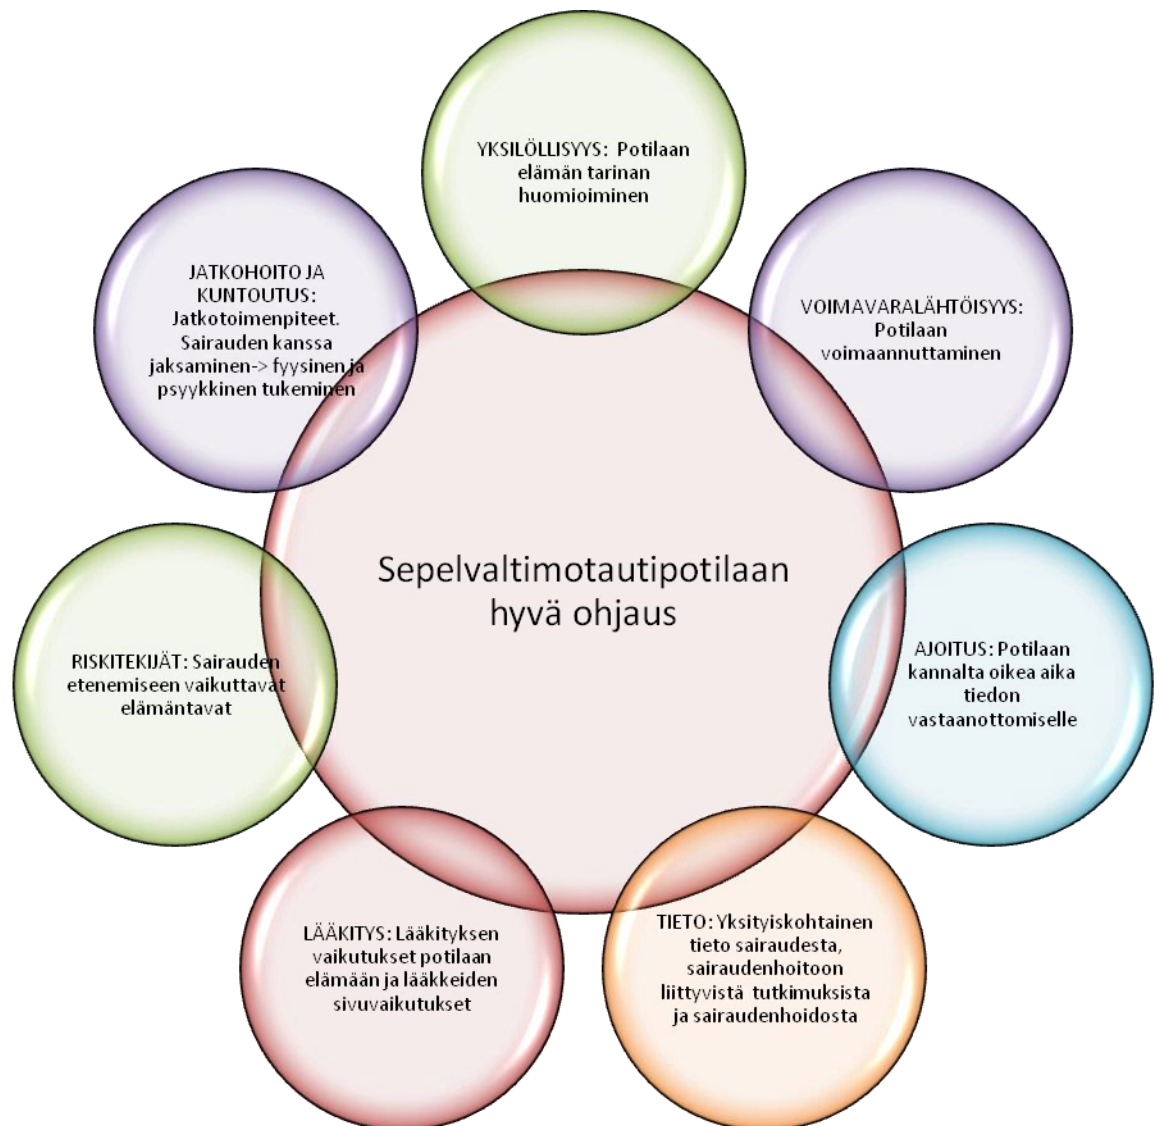 YKSILÖLLISYYS: Potilaan
elämän tarinan
huomioiminen
VOIMAVARALÄHTÖISYYS:
Potilaan
voimaannuttaminen
AJOITUS: Potilaan
kannalta oikea aika
tiedon
vastaanottomiselle
TIETO: Yksityiskohtainen
tieto sairaudesta,
sairaudenhoitoon
liittyvistä tutkimuksista
ja sairaudenhoidosta
LÄÄKITYS: Lääkityksen
vaikutukset potilaan
elämään ja lääkkeiden
sivuvaikutukset
RISKITEKIJÄT: Sairauden
etenemiseen vaikuttavat
elämäntavat
JATKOHOITO JA
KUNTOUTUS:
Jatkotoimenpiteet.
Sairauden kanssa
jaksaminen-> fyysinen ja
psyykkinen tukeminen
Sepelvaltimotautipotilaan
hyvä ohjaus